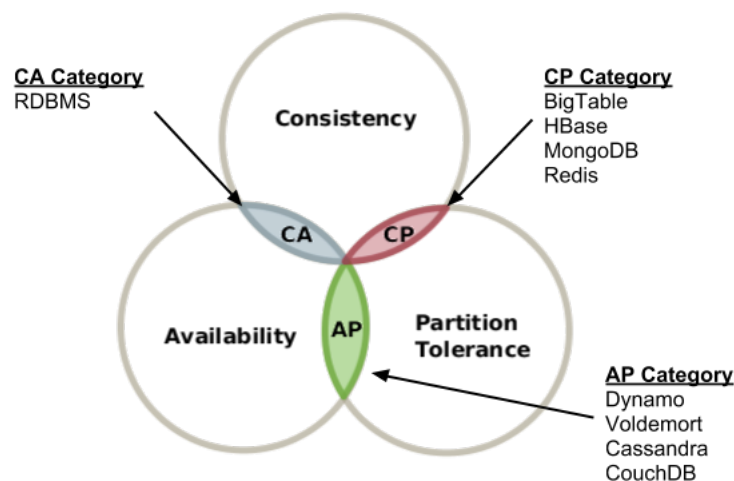 CA Category
RDBMS
CP Category
BigTable
HBase
MongoDB
Redis
Consistency
CA
CP
Availability
AP
Partition
Tolerance
AP Category
Dynamo
Voldemort
Cassandra
CouchDB